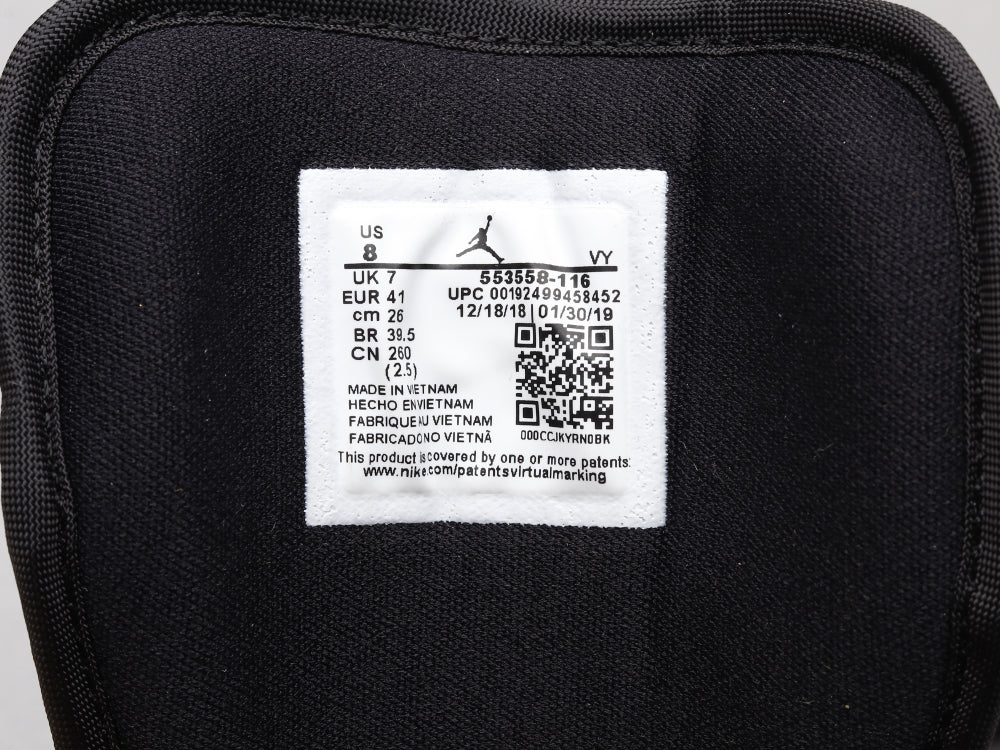 US
8
VY
UK 7
553558-116
EUR 41
UPC 00192499458452
cm 26
12/18/18 | 01/30/19
BR 39.5
CN 260
(2.5)
MADE IN VIETNAM
HECHO EN VIETNAM
FABRIQUE AU VIETNAM
FABRICADO NO VIETNÃ
000CCJKYRN0BK
This product is covered by one or more patents:
www.nike.com/patentsvirtualmarking